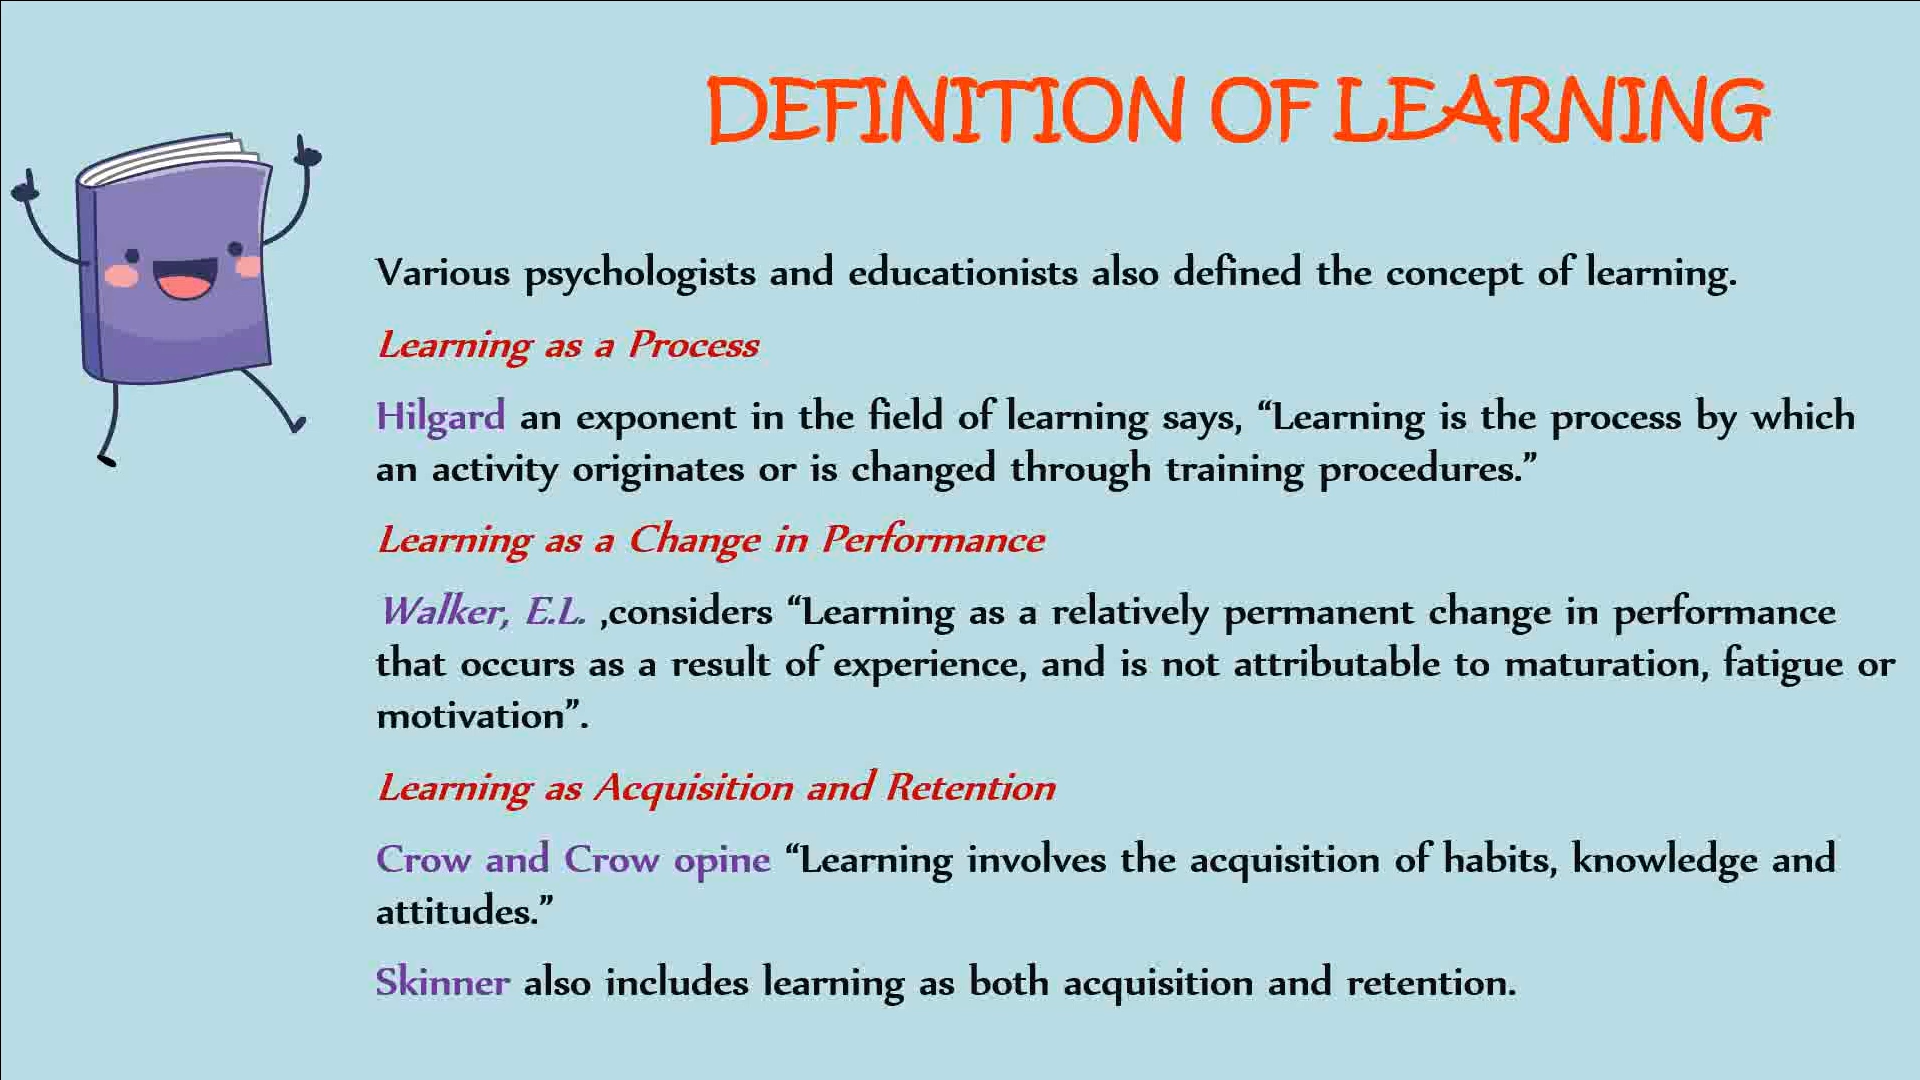 DEFINITION OF LEARNING
Various psychologists and educationists also defined the concept of learning.
Learning as a Process
Hilgard an exponent in the field of learning says, “Learning is the process by which
an activity originates or is changed through training procedures.”
Learning as a Change in Performance
Walker, E.L. ,considers “Learning as a relatively permanent change in performance
that occurs as a result of experience, and is not attributable to maturation, fatigue or
motivation”.
Learning as Acquisition and Retention
Crow and Crow opine “Learning involves the acquisition of habits, knowledge and
attitudes.”
Skinner also includes learning as both acquisition and retention.